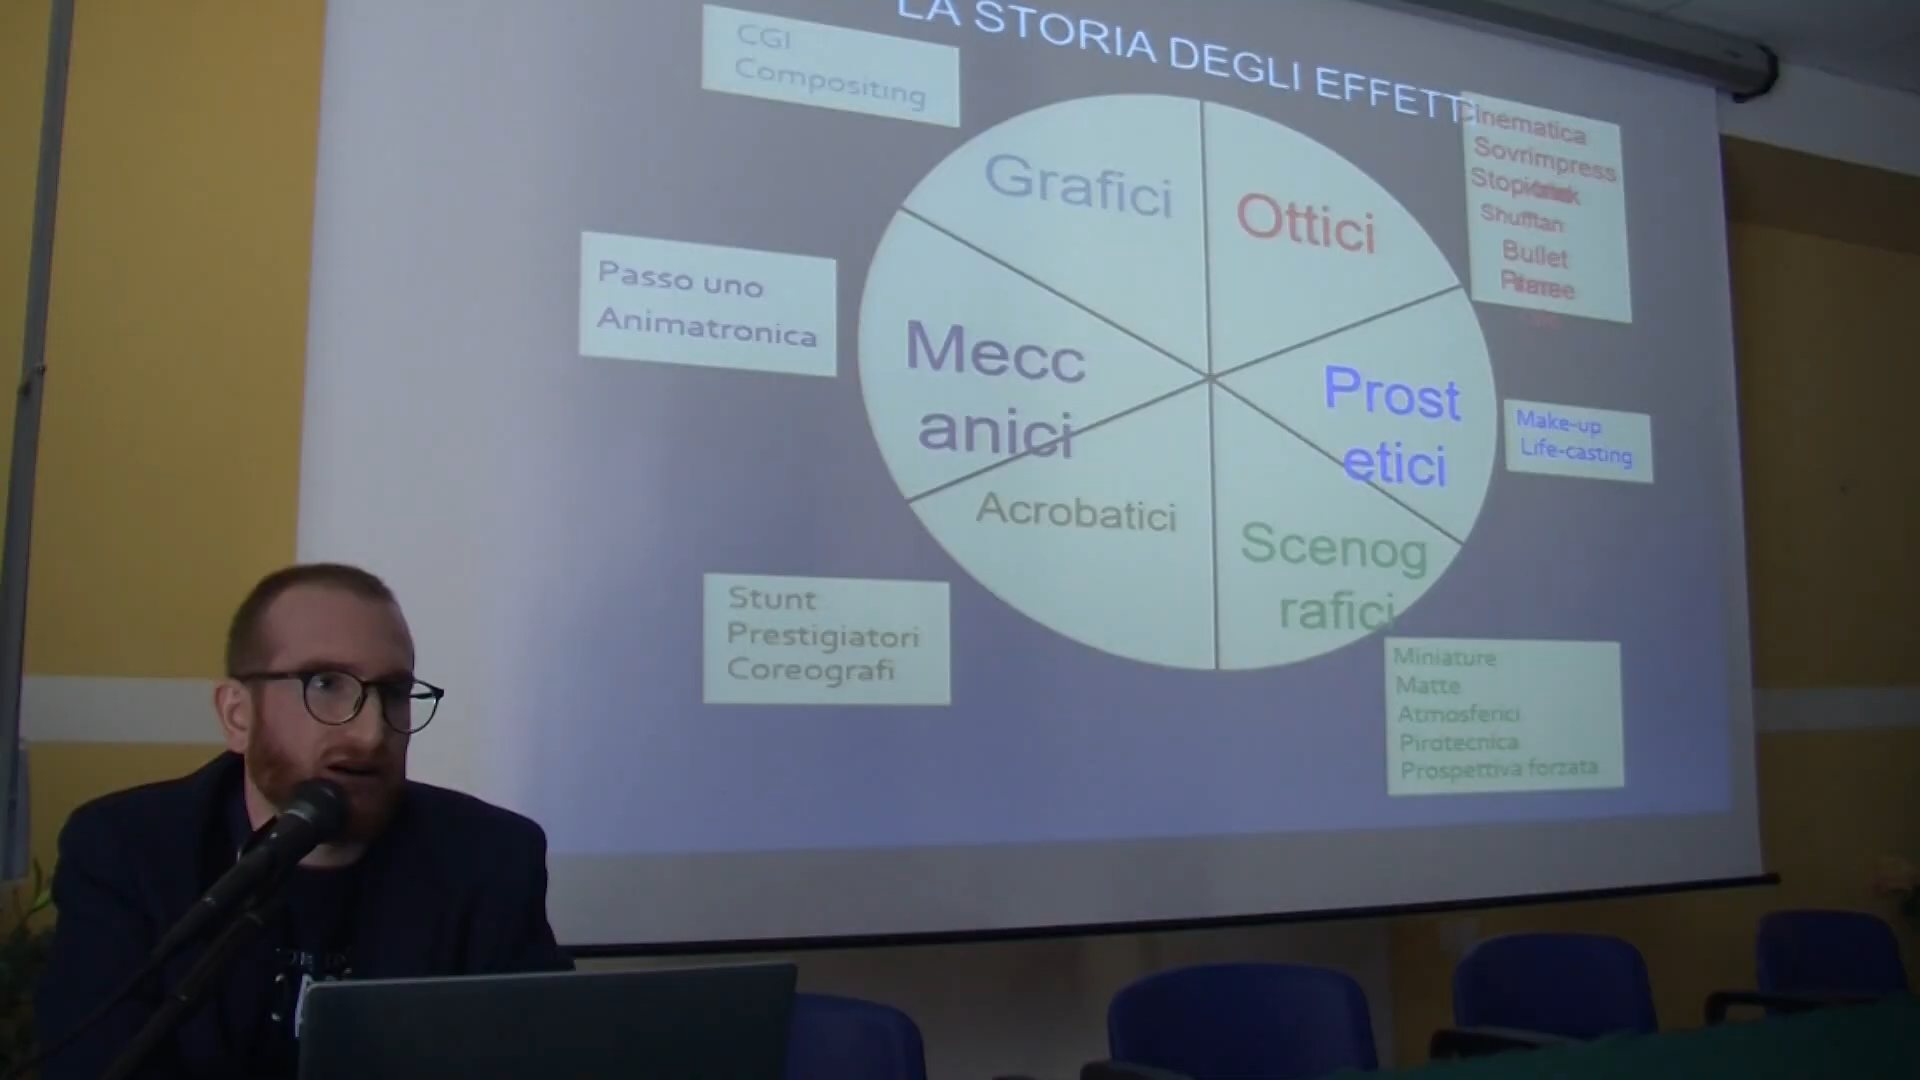 LA STORIA DEGLI EFFETTI
CGI
Compositing
Cinematica
Sovrimpress
Grafici
Ottici
Shufftan
Bullet
Passo uno
Animatronica
Mecc
anici
Prost
etici
Make-up
Life-casting
Acrobatici
Scenog
rafici
Stunt
Prestigiatori
Coreografi
Miniature
Matte
Atmosferici
Pirotecnica
Prospettiva forzata